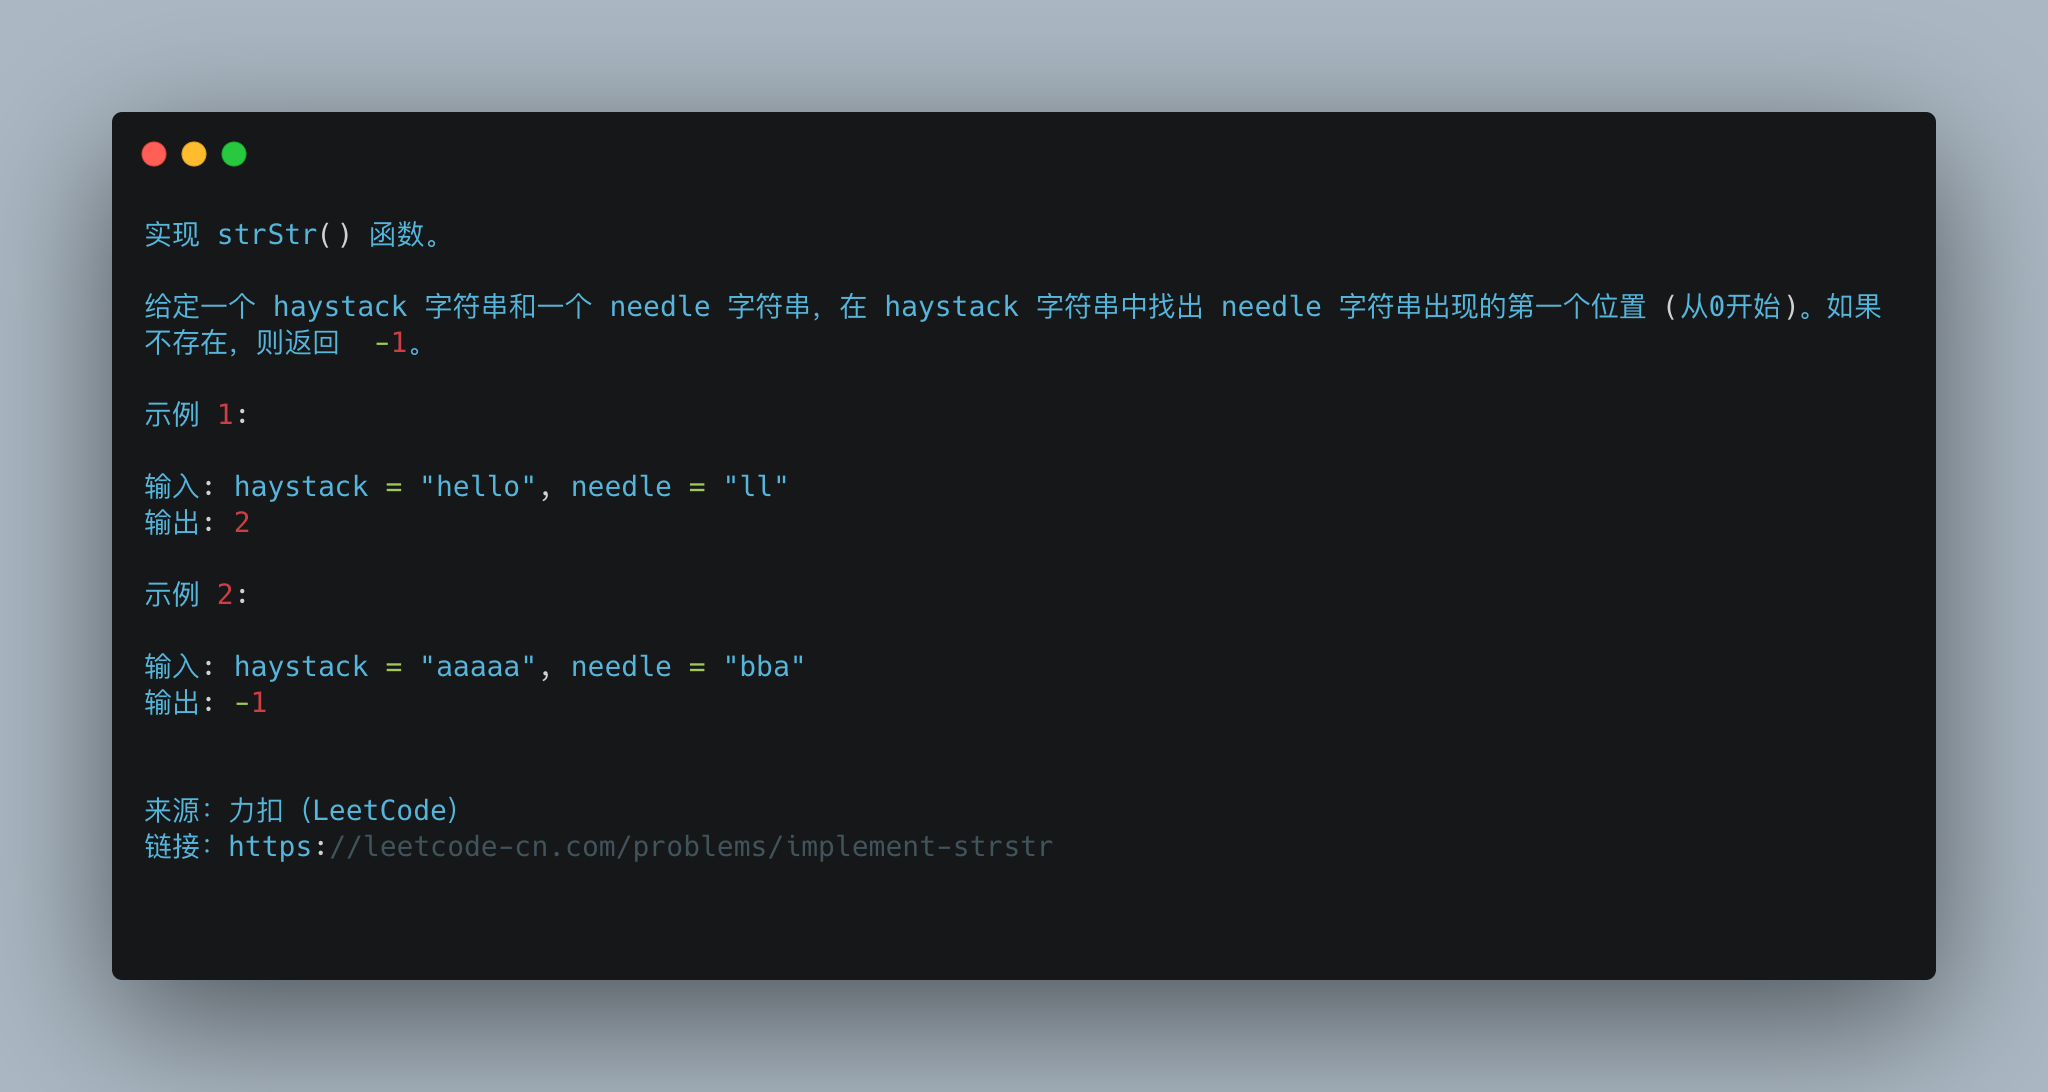 实现 strStr() 函数。
给定一个 haystack 字符串和一个 needle 字符串，在 haystack 字符串中找出 needle 字符串出现的第一个位置 (从0开始)。如果
不存在，则返回  -1。
示例 1:
输入: haystack = "hello", needle = "ll"
输出: 2
示例 2:
输入: haystack = "aaaaa", needle = "bba"
输出: -1
来源：力扣（LeetCode）
链接：https://leetcode-cn.com/problems/implement-strstr